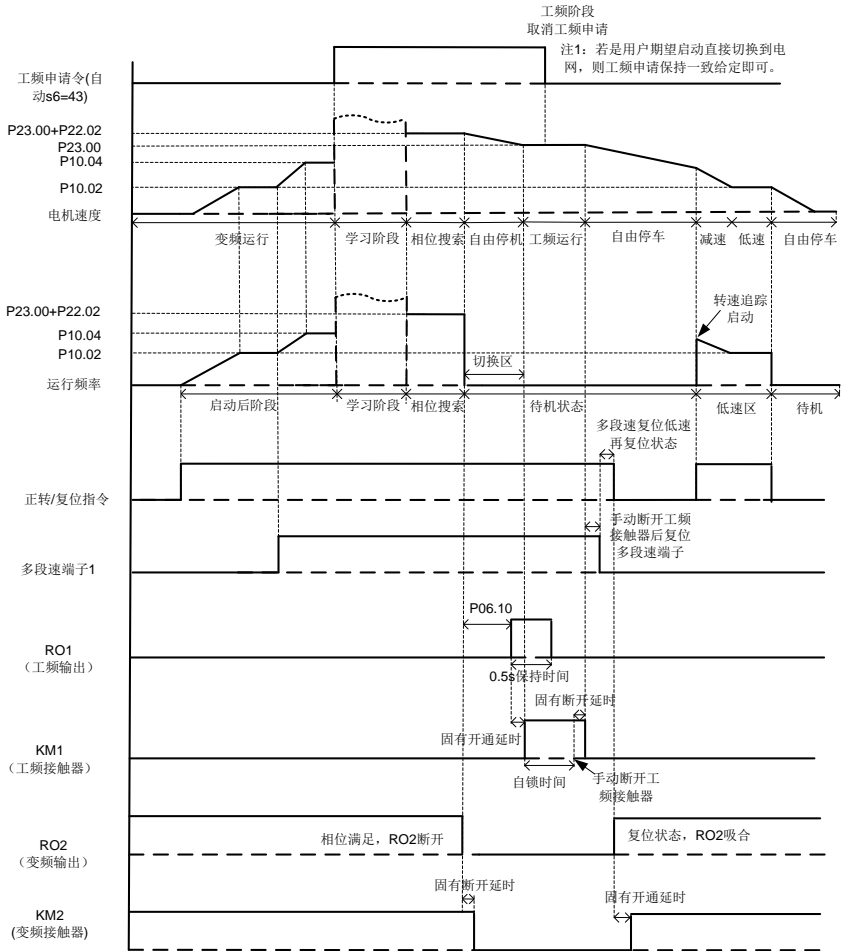 工频阶段
取消工频申请
注1：若是用户期望启动直接切换到电
网，则工频申请保持一致给定即可。
工频申请令(自
动s6=43)
P23.00+P22.02
P23.00
P10.04
P10.02
电机速度
变频运行
学习阶段
相位搜索
自由停机
工频运行
自由停车
减速
低速
自由停车
P23.00+P22.02
P10.04
P10.02
运行频率
转速追踪
启动
切换区
启动后阶段
学习阶段
相位搜索
待机状态
低速区
待机
多段速复位低速
再复位状态
正转/复位指令
手动断开工频
接触器后复位
多段速端子
多段速端子1
P06.10
RO1
（工频输出）
0.5s保持时间
固有断开延时
固有开通延时
KM1
（工频接触器）
自锁时间
手动断开工
频接触器
RO2
（变频输出）
相位满足，RO2断开
复位状态，RO2吸合
固有断开延时
固有开通延时
KM2
(变频接触器)